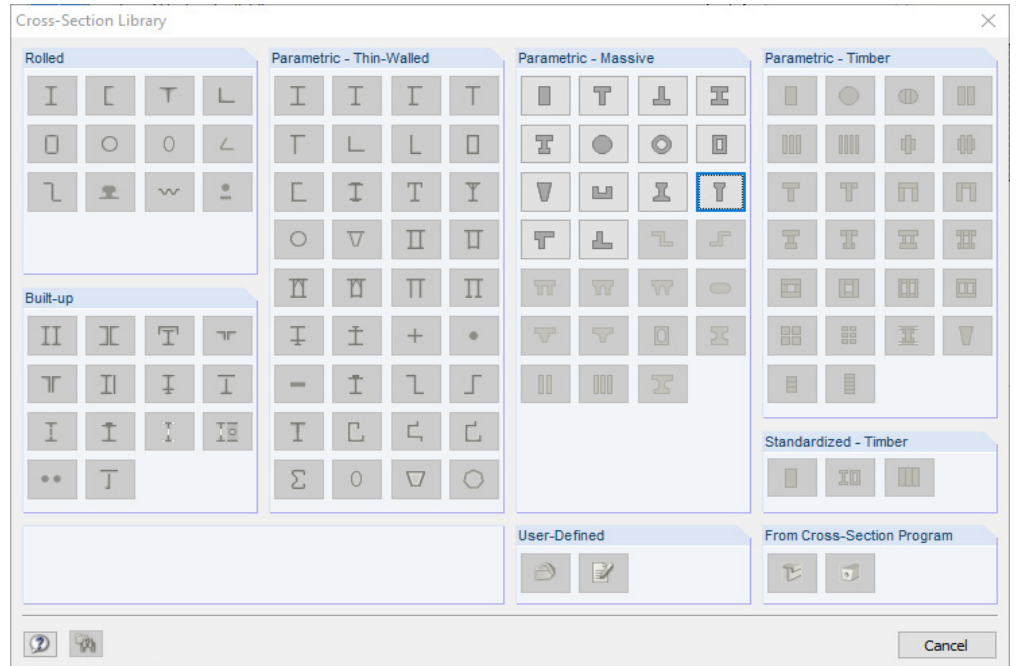 Cross-Section Library
Rolled
Parametric - Thin-Walled
Parametric - Massive
Parametric - Timber
Built-up
Standardized - Timber
User-Defined
From Cross-Section Program
Cancel